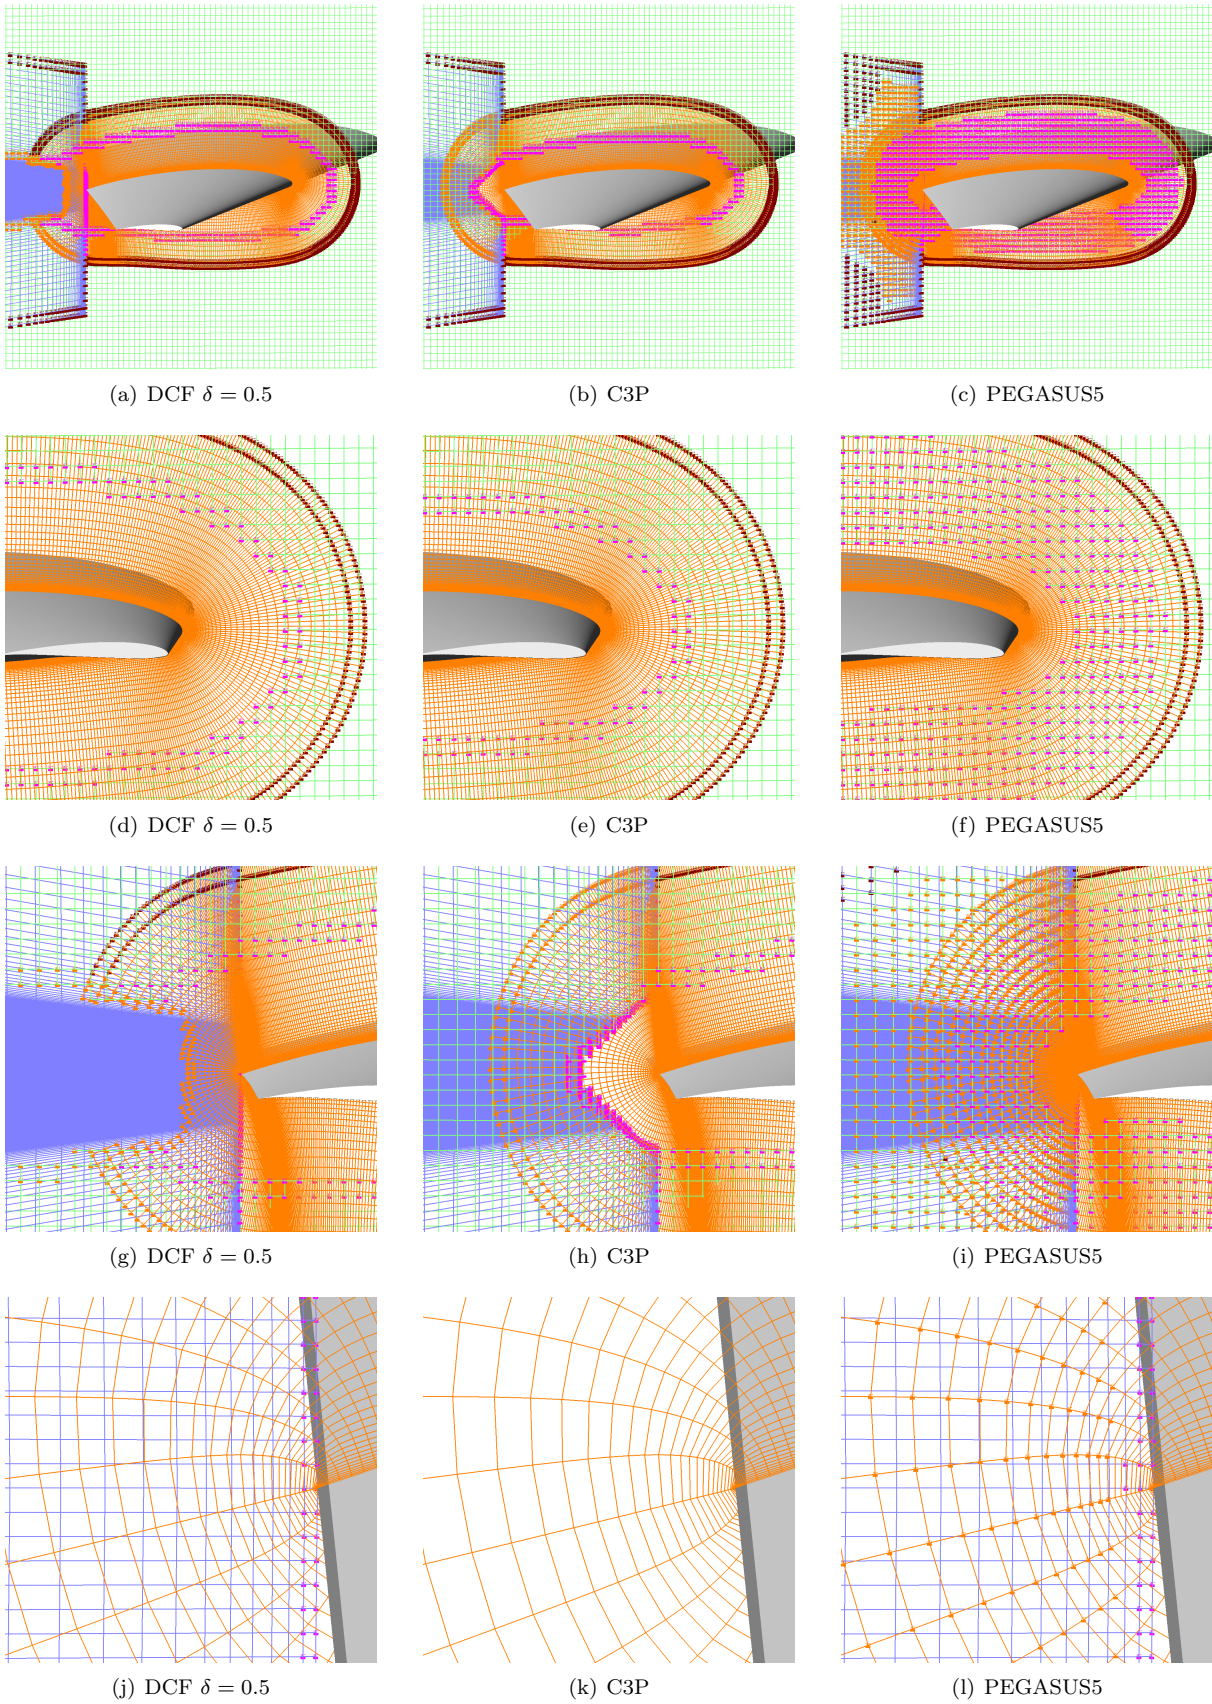 (a) DCF δ = 0.5
(b) C3P
(c) PEGASUS5
(d) DCF δ = 0.5
(e) C3P
(f) PEGASUS5
(g) DCF δ = 0.5
(h) C3P
(i) PEGASUS5
(j) DCF δ = 0.5
(k) C3P
(l) PEGASUS5